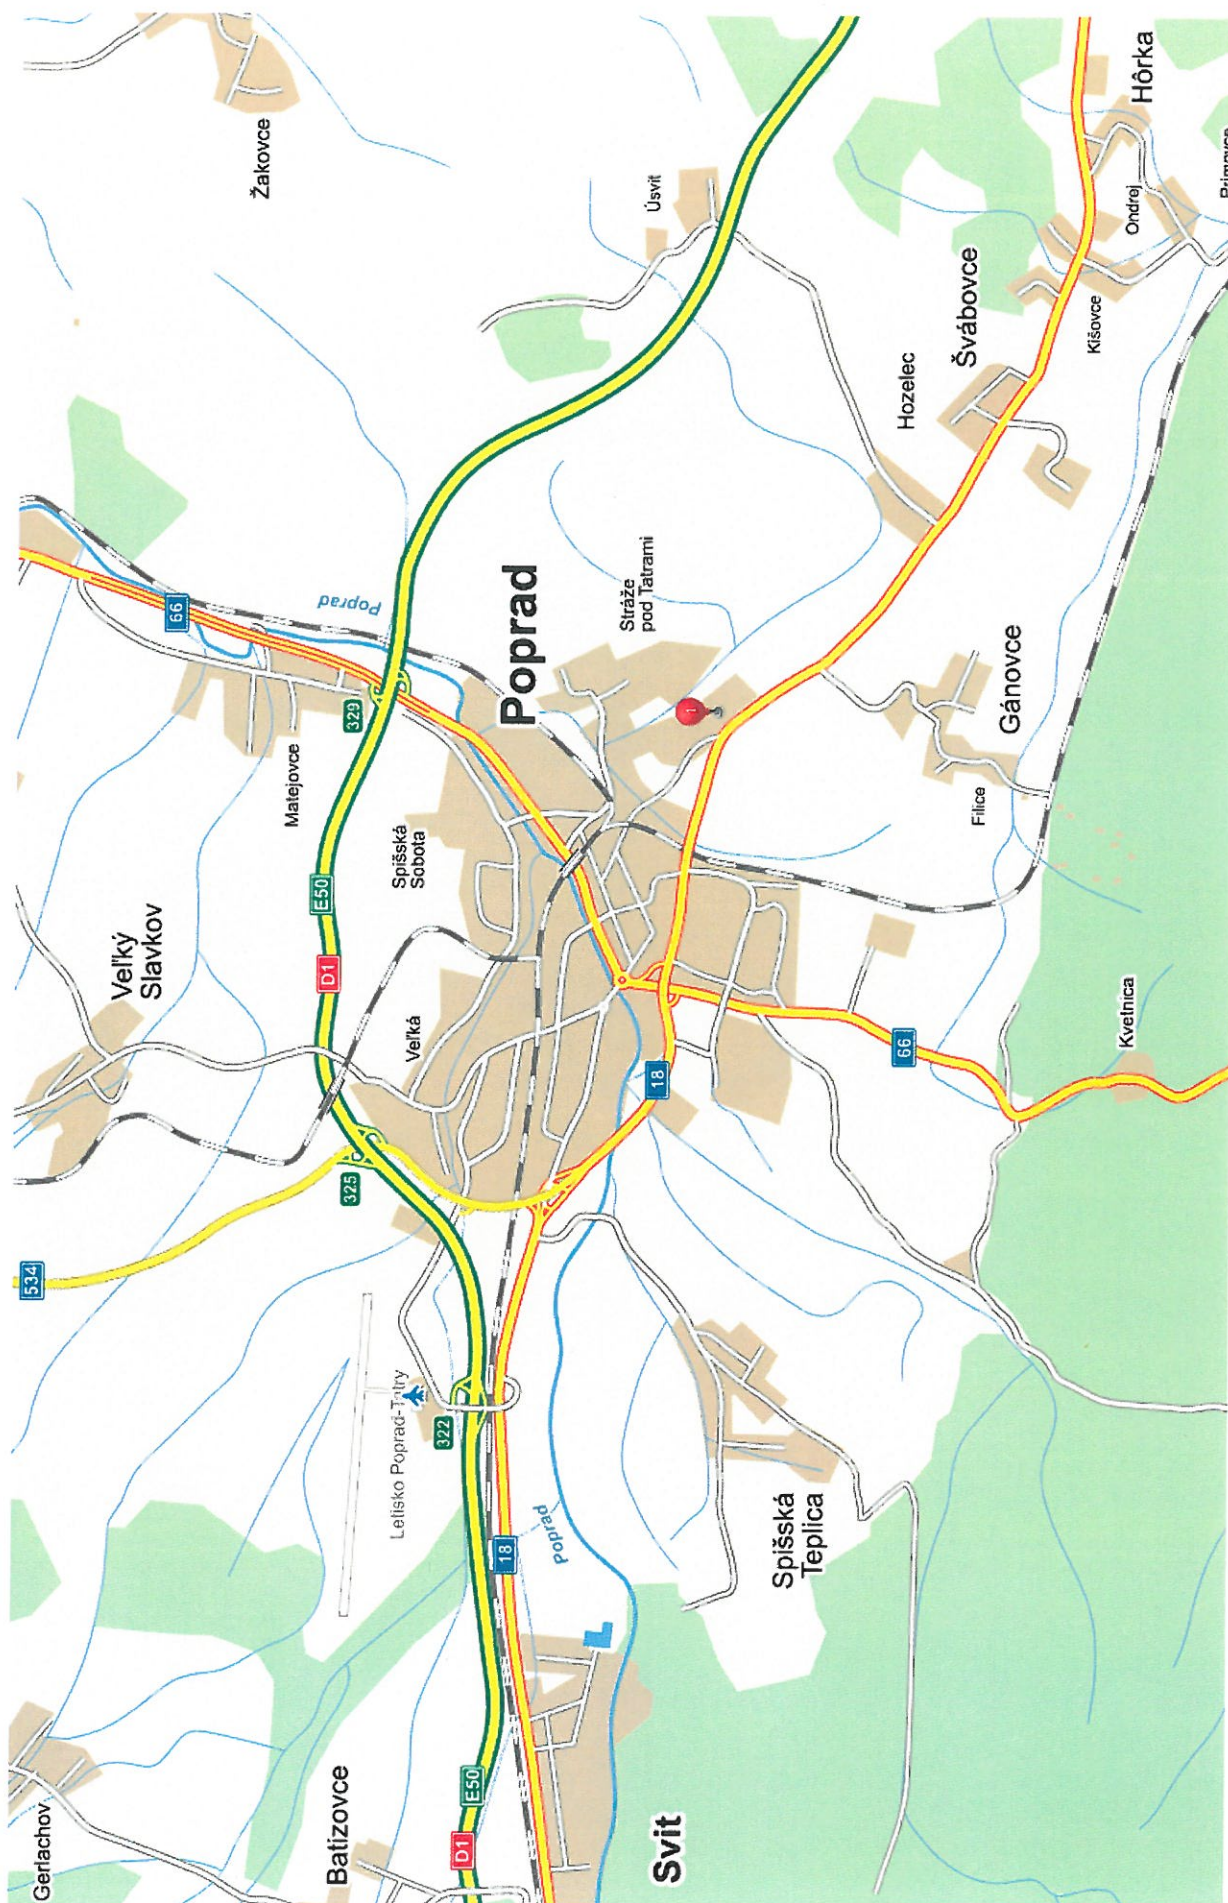 Gerlachov
Batizovce
D1
E50
Svit
534
Veľký
Slavkov
325
Letisko Poprad-Tatry
322
18
Poprad
Spišská
Teplica
Žakovce
66
Poprad
329
Matejovce
E50
D1
Spišská
Sobota
Veľká
Poprad
Stráže
pod Tatrami
1
18
66
Kvetnica
Gánovce
Filice
Úsvit
Hozelec
Švábovce
Kišovce
Ondrej
Hôrka